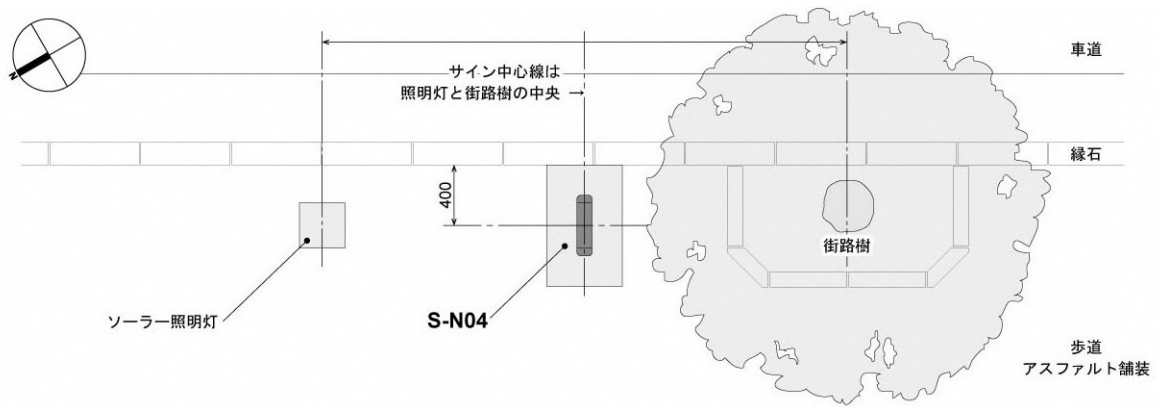 N
車道
サイン中心線は
照明灯と街路樹の中央
縁石
400
街路樹
ソーラー照明灯
S-N04
歩道
アスファルト舗装